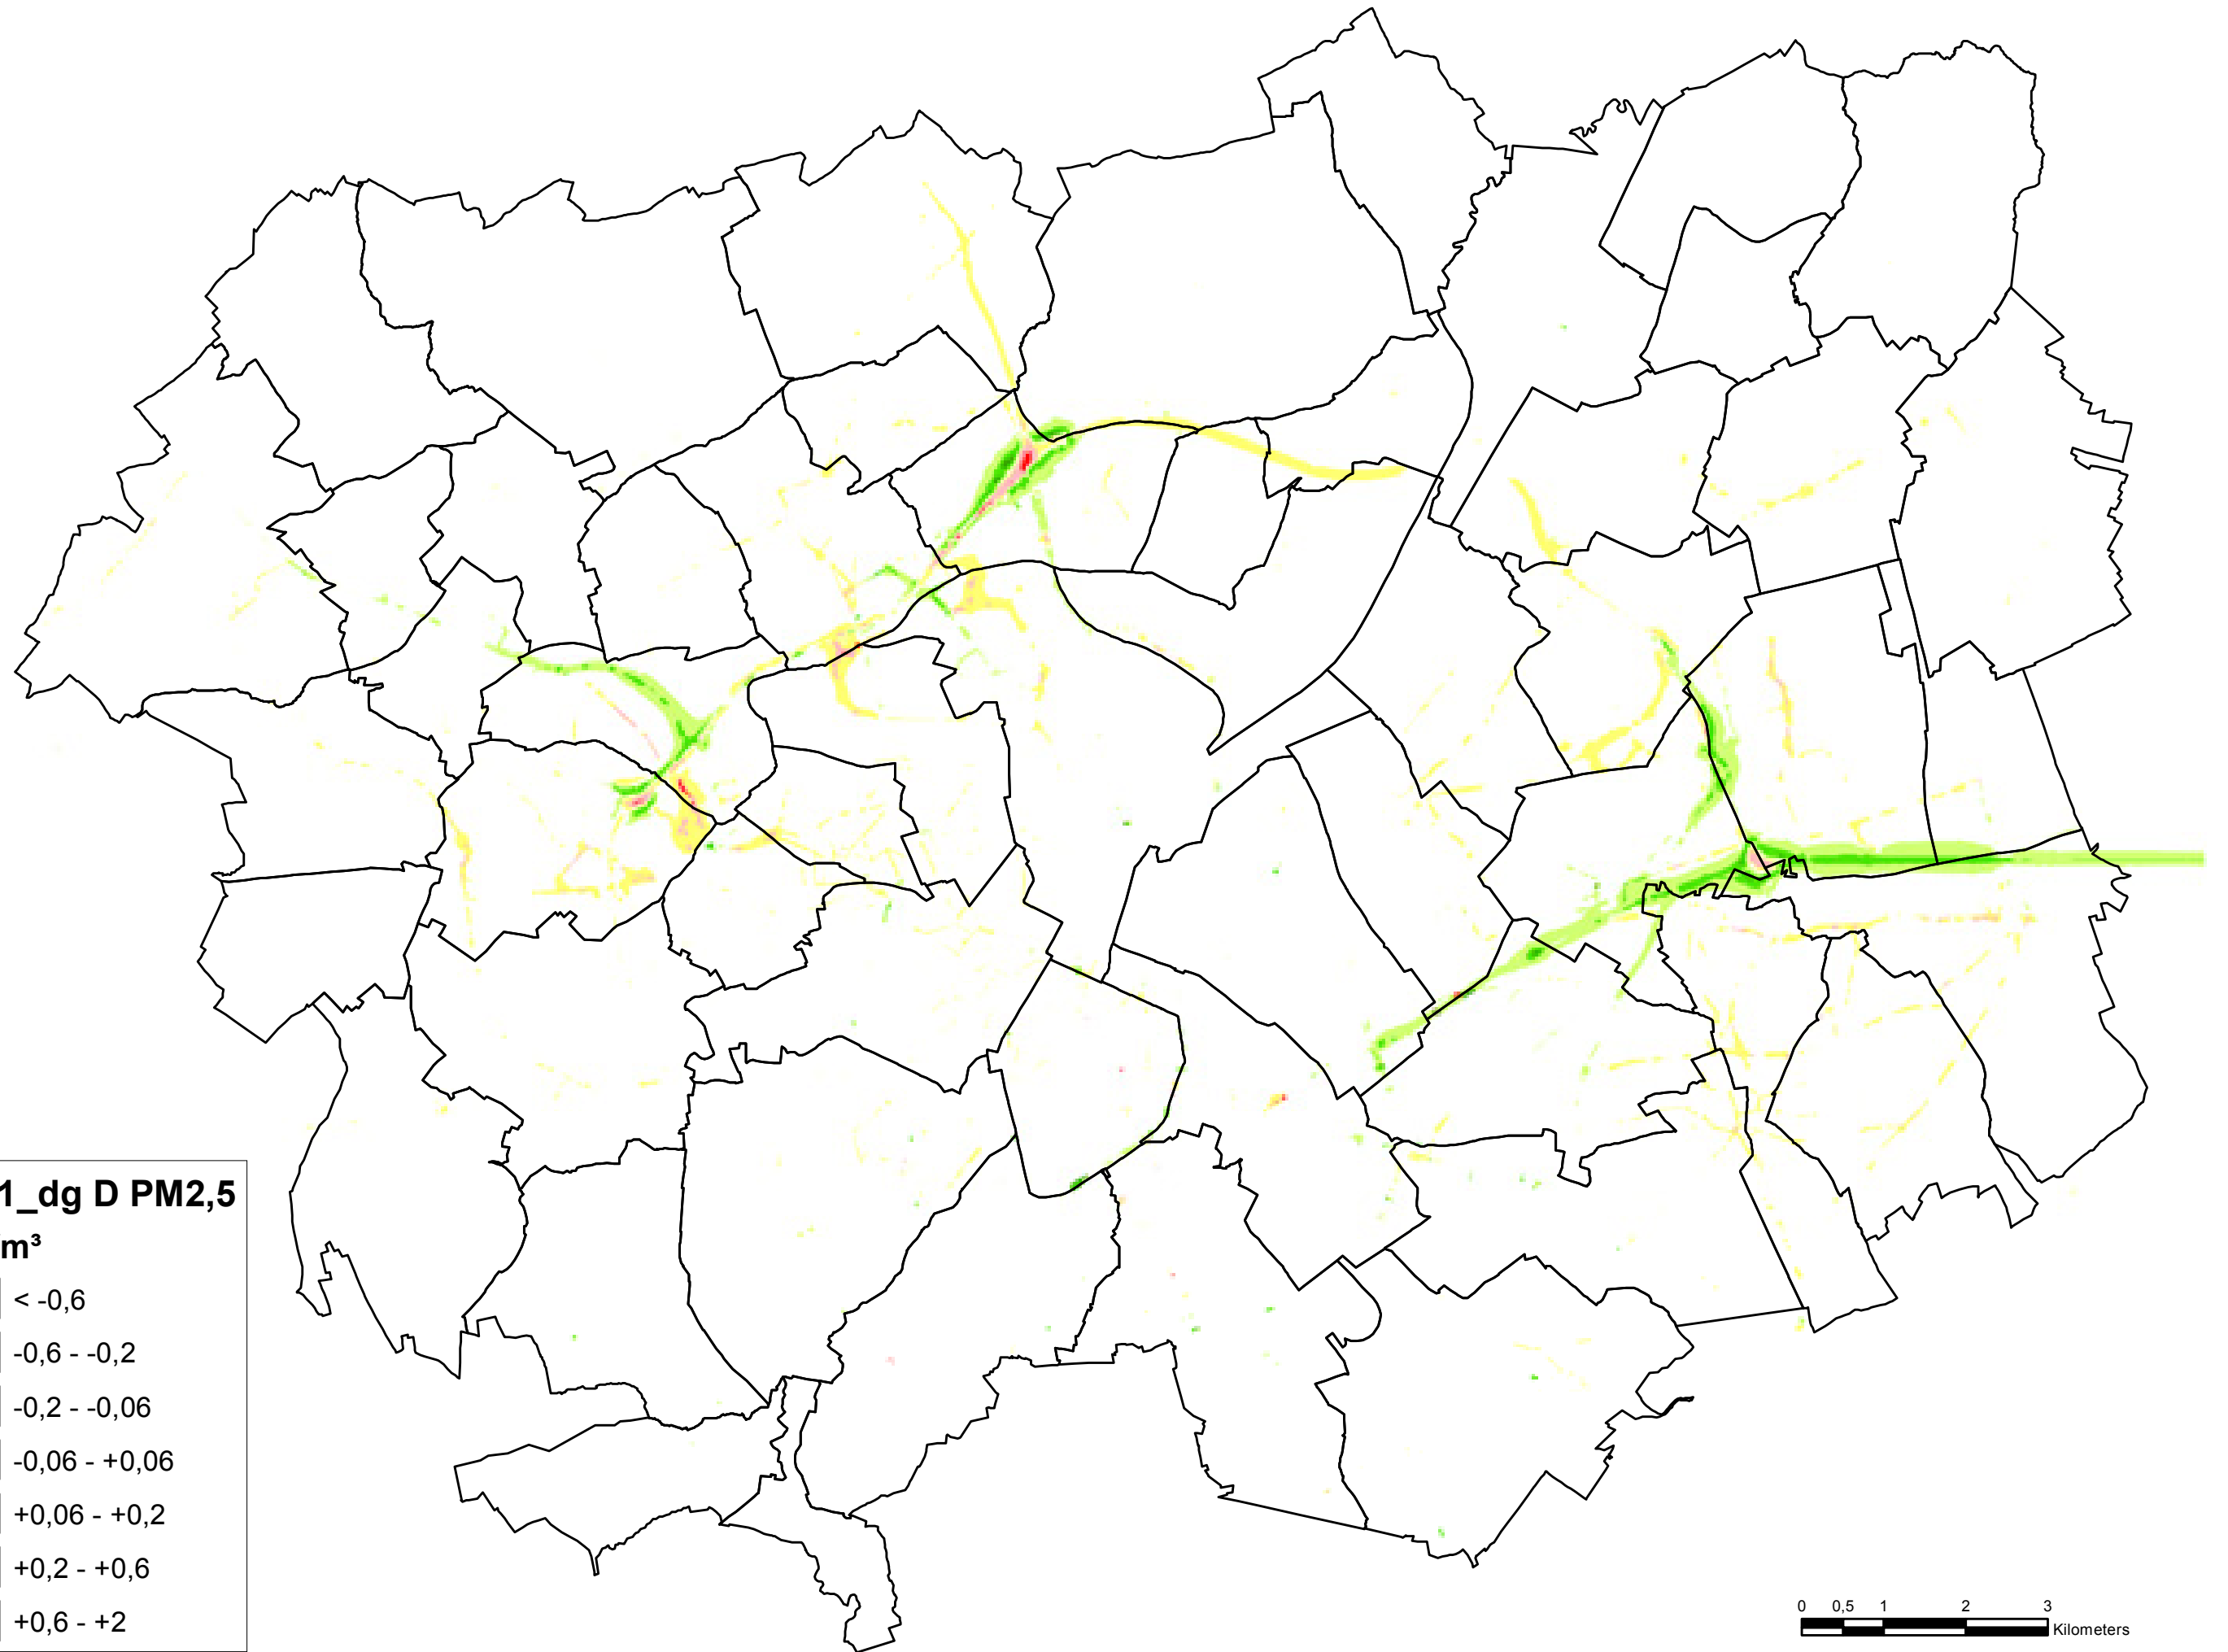 1_dg D PM2,5
m³
< -0,6
-0,6 - -0,2
-0,2 - -0,06
-0,06 - +0,06
+0,06 - +0,2
+0,2 - +0,6
+0,6 - +2
0 0,5 1 2 3
Kilometers